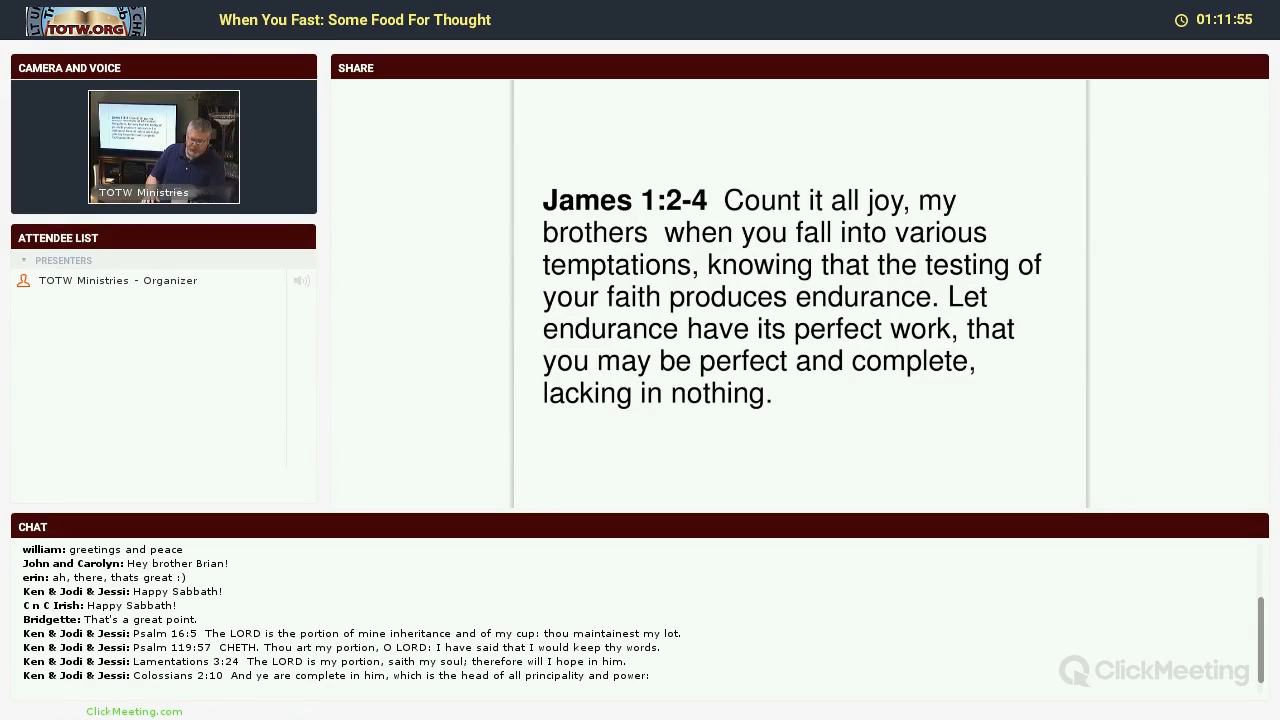 TOTW.ORG
When You Fast: Some Food For Thought
01:11:55
CAMERA AND VOICE
TOTW Ministries
ATTENDEE LIST
PRESENTERS
TOTW Ministries - Organizer
SHARE
James 1:2-4  Count it all joy, my
brothers  when you fall into various
temptations, knowing that the testing of
your faith produces endurance. Let
endurance have its perfect work, that
you may be perfect and complete,
lacking in nothing.
CHAT
william: greetings and peace
John and Carolyn: Hey brother Brian!
erin: ah, there, thats great :)
Ken & Jodi & Jessi: Happy Sabbath!
C n C Irish: Happy Sabbath!
Bridgette: That's a great point.
Ken & Jodi & Jessi: Psalm 16:5  The LORD is the portion of mine inheritance and of my cup: thou maintainest my lot.
Ken & Jodi & Jessi: Psalm 119:57  CHETH. Thou art my portion, O LORD: I have said that I would keep thy words.
Ken & Jodi & Jessi: Lamentations 3:24  The LORD is my portion, saith my soul; therefore will I hope in him.
Ken & Jodi & Jessi: Colossians 2:10  And ye are complete in him, which is the head of all principality and power:
ClickMeeting
ClickMeeting.com